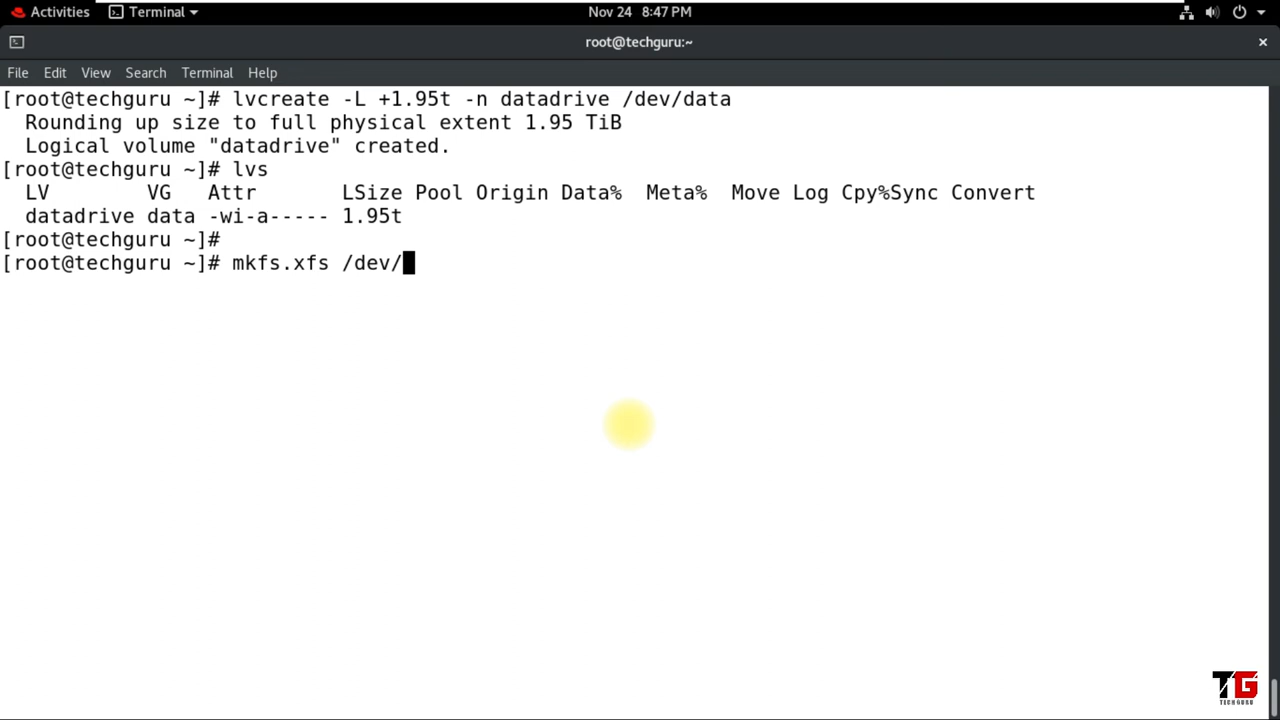 Activities Terminal Nov 24 8:47 PM
root@techguru:~
File Edit View Search Terminal Help
[root@techguru ~]# lvcreate -L +1.95t -n datadrive /dev/data
  Rounding up size to full physical extent 1.95 TiB
  Logical volume "datadrive" created.
[root@techguru ~]# lvs
  LV        VG   Attr       LSize Pool Origin Data%  Meta%  Move Log Cpy%Sync Convert
  datadrive data -wi-a----- 1.95t
[root@techguru ~]#
[root@techguru ~]# mkfs.xfs /dev/
TG
TECH GURU